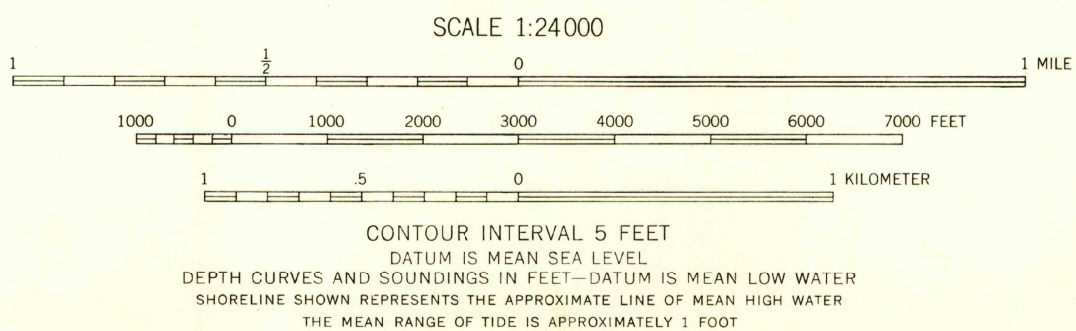 SCALE 1:24 000
1 1/2 0 1 MILE
1000 0 1000 2000 3000 4000 5000 6000 7000 FEET
1 .5 0 1 KILOMETER
CONTOUR INTERVAL 5 FEET
DATUM IS MEAN SEA LEVEL
DEPTH CURVES AND SOUNDINGS IN FEET—DATUM IS MEAN LOW WATER
SHORELINE SHOWN REPRESENTS THE APPROXIMATE LINE OF MEAN HIGH WATER
THE MEAN RANGE OF TIDE IS APPROXIMATELY 1 FOOT